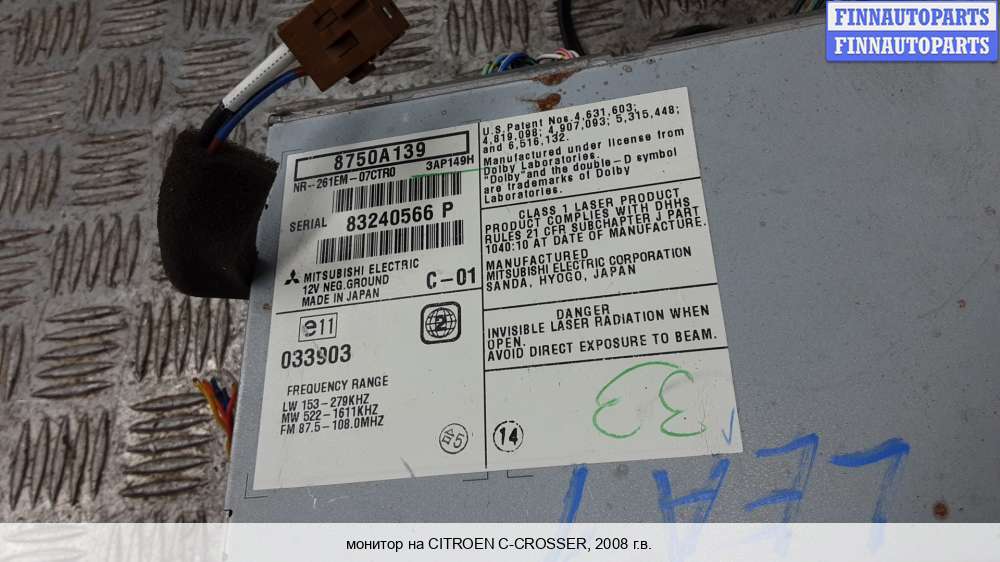 FINNAUTOPARTS
FINNAUTOPARTS
8750A139
NR-261EM-07CTR0 3AP149H
SERIAL 83240566 P
MITSUBISHI ELECTRIC
12V NEG.GROUND
MADE IN JAPAN
C-01
e11
2
033903
FREQUENCY RANGE
LW 153-279KHZ
MW 522-1611KHZ
FM 87.5-108.0MHZ
5
U.S. Patent Nos. 4,631,603;
4,819,098; 4,907,093; 5,315,448;
and 6,516,132.
Manufactured under license from
Dolby Laboratories.
"Dolby" and the double-D symbol
are trademarks of Dolby
Laboratories.
CLASS 1 LASER PRODUCT
PRODUCT COMPLIES WITH DHHS
RULES 21 CFR SUBCHAPTER J PART
1040:10 AT DATE OF MANUFACTURE.
MANUFACTURED
MITSUBISHI ELECTRIC CORPORATION
SANDA, HYOGO, JAPAN
DANGER
INVISIBLE LASER RADIATION WHEN
OPEN.
AVOID DIRECT EXPOSURE TO BEAM.
33
14
монитор на CITROEN C-CROSSER, 2008 г.в.